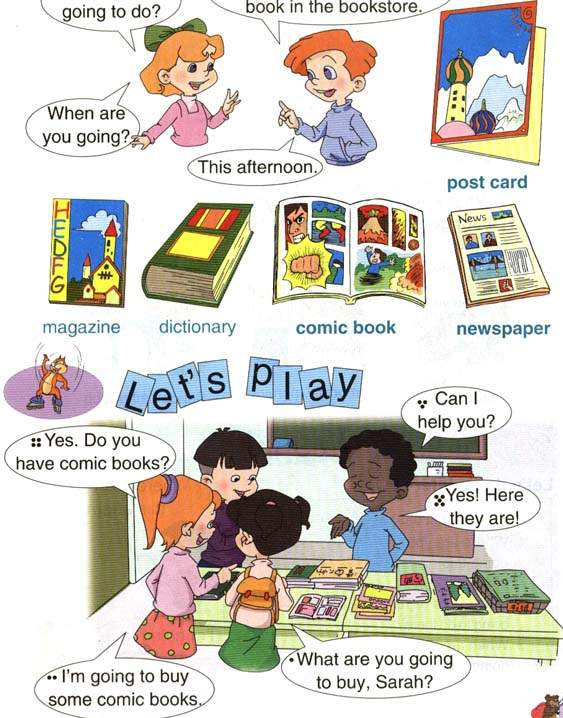 going to do?
book in the bookstore.
When are
you going?
This afternoon.
post card
H
E
D
F
G
News
magazine
dictionary
comic book
newspaper
Let's play
Can I
help you?
Yes. Do you
have comic books?
Yes! Here
they are!
What are you going
to buy, Sarah?
I'm going to buy
some comic books.